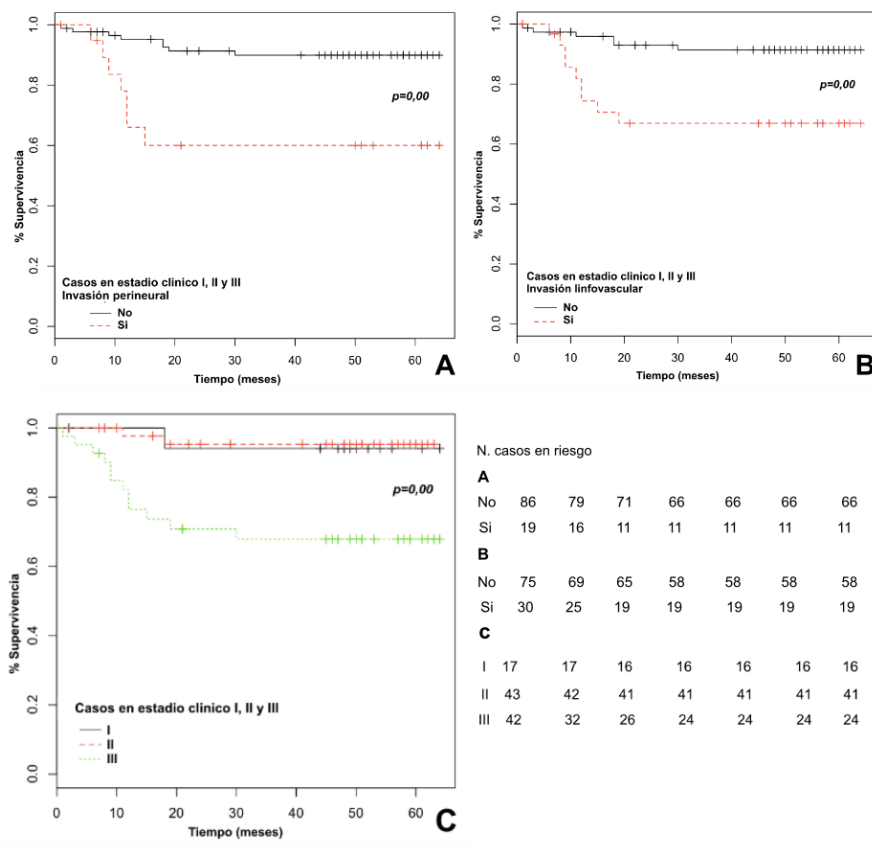 1.0
0.8
0.6
0.4
0.2
0.0
% Supervivencia
p=0,00
Casos en estadio clinico I, II y III
Invasión perineural
No
Si
0
10
20
30
40
50
60
Tiempo (meses)
A
1.0
0.8
0.6
0.4
0.2
0.0
% Supervivencia
p=0,00
Casos en estadio clinico I, II y III
Invasión linfovascular
No
Si
0
10
20
30
40
50
60
Tiempo (meses)
B
1.0
0.8
0.6
0.4
0.2
0.0
% Supervivencia
p=0,00
Casos en estadio clinico I, II y III
I
II
III
0
10
20
30
40
50
60
Tiempo (meses)
C
N. casos en riesgo
A
No 86 79 71 66 66 66 66
Si 19 16 11 11 11 11 11
B
No 75 69 65 58 58 58 58
Si 30 25 19 19 19 19 19
C
I 17 17 16 16 16 16 16
II 43 42 41 41 41 41 41
III 42 32 26 24 24 24 24